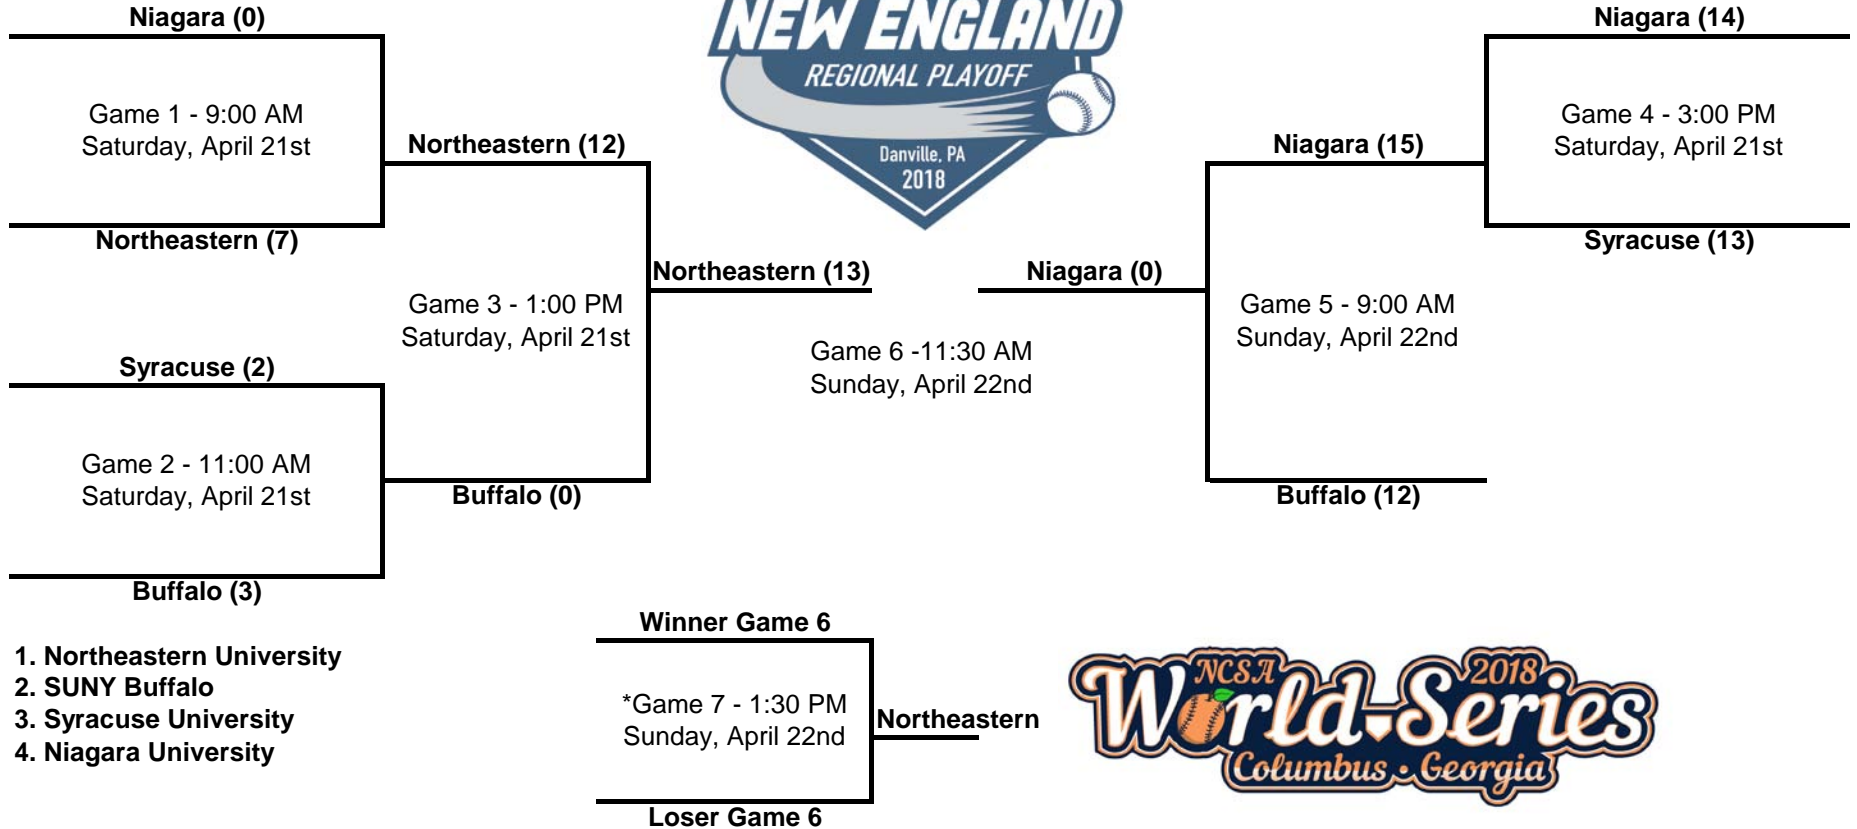 Niagara (0)
Game 1 - 9:00 AM
Saturday, April 21st
Northeastern (7)
Northeastern (12)
Game 3 - 1:00 PM
Saturday, April 21st
Syracuse (2)
Game 2 - 11:00 AM
Saturday, April 21st
Buffalo (3)
Buffalo (0)
NEW ENGLAND
REGIONAL PLAYOFF
Danville, PA
2018
Northeastern (13)
Niagara (0)
Game 6 -11:30 AM
Sunday, April 22nd
Niagara (14)
Game 4 - 3:00 PM
Saturday, April 21st
Syracuse (13)
Niagara (15)
Game 5 - 9:00 AM
Sunday, April 22nd
Buffalo (12)
1. Northeastern University
2. SUNY Buffalo
3. Syracuse University
4. Niagara University
Winner Game 6
*Game 7 - 1:30 PM
Sunday, April 22nd
Northeastern
Loser Game 6
NCSA 2018
World Series
Columbus • Georgia